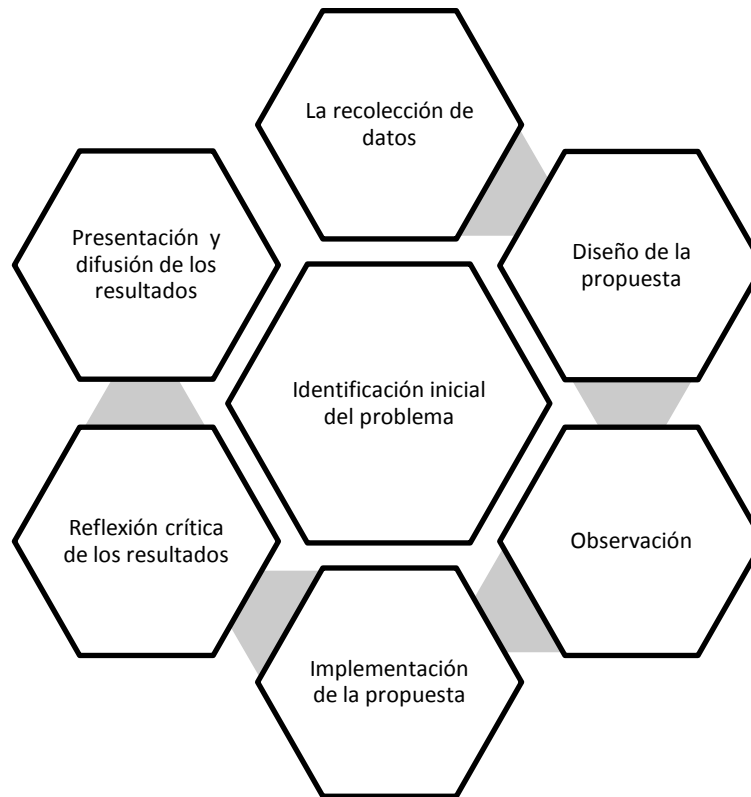 La recolección de
datos
Diseño de la
propuesta
Observación
Implementación
de la propuesta
Reflexión crítica
de los resultados
Presentación y
difusión de los
resultados
Identificación inicial
del problema